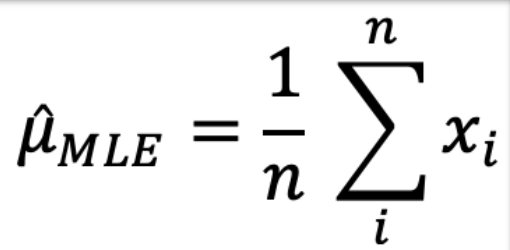 μ̂_MLE = 1/n ∑_i^n x_i